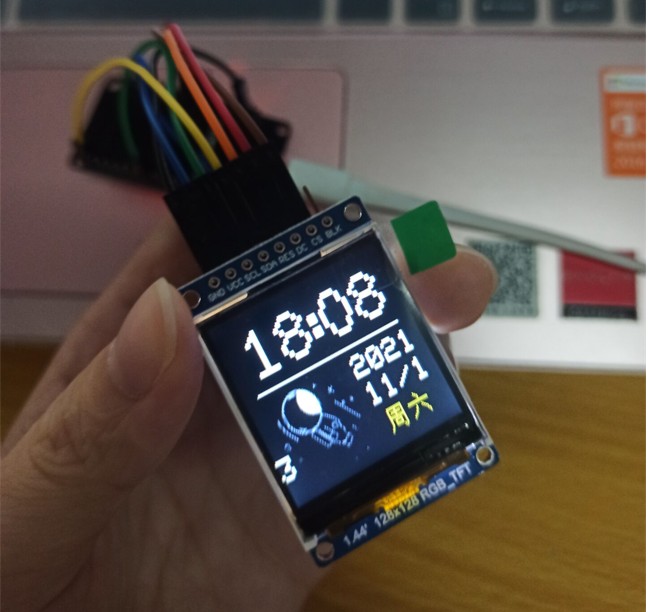 GND VCC SCL SDA RES DC CS BLK
18:08
2021
11/1
周六
3
1.44' 128x128 RGB_TFT